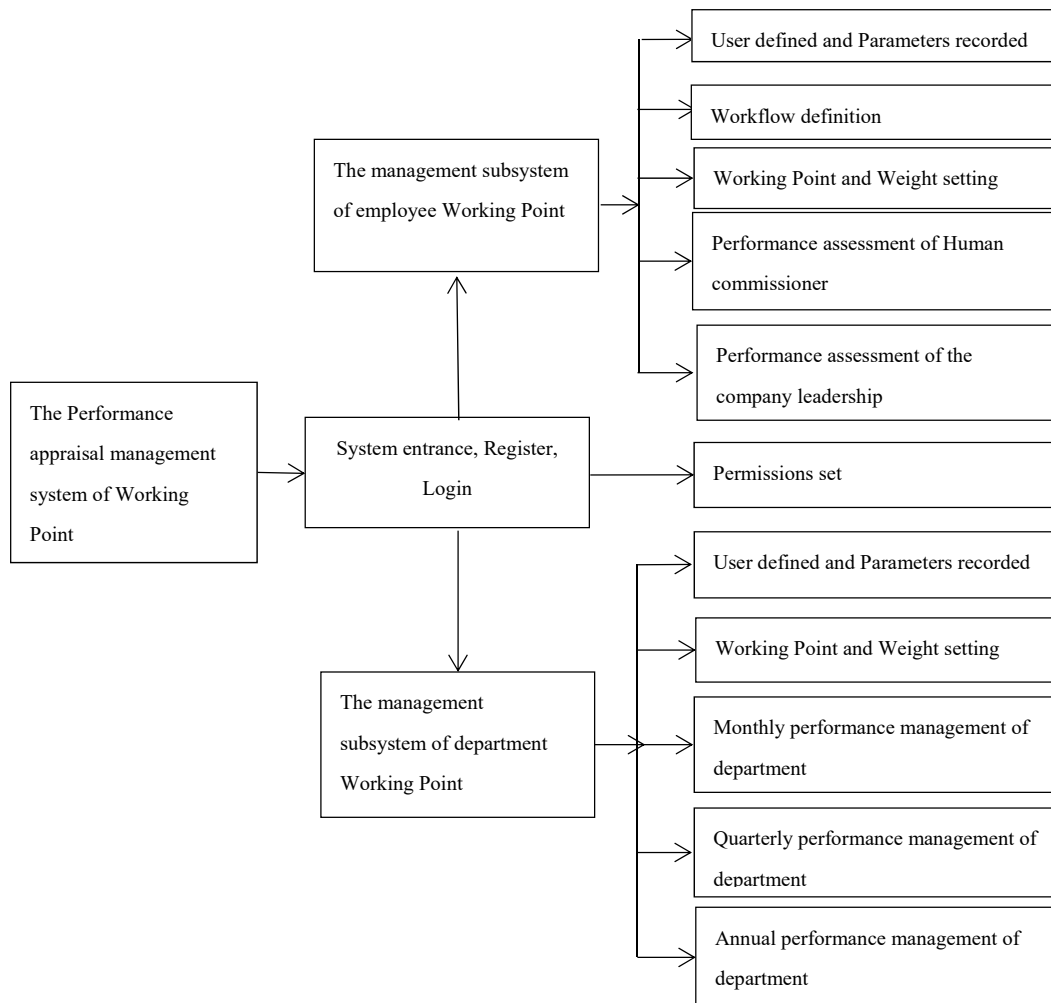 User defined and Parameters recorded
Workflow definition
The management subsystem
of employee Working Point
Working Point and Weight setting
Performance assessment of Human
commissioner
Performance assessment of the
company leadership
The Performance
appraisal management
system of Working
Point
System entrance, Register,
Login
Permissions set
User defined and Parameters recorded
Working Point and Weight setting
The management
subsystem of department
Working Point
Monthly performance management of
department
Quarterly performance management of
department
Annual performance management of
department